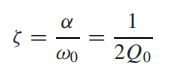 ζ = α / ω0 = 1 / 2Q0